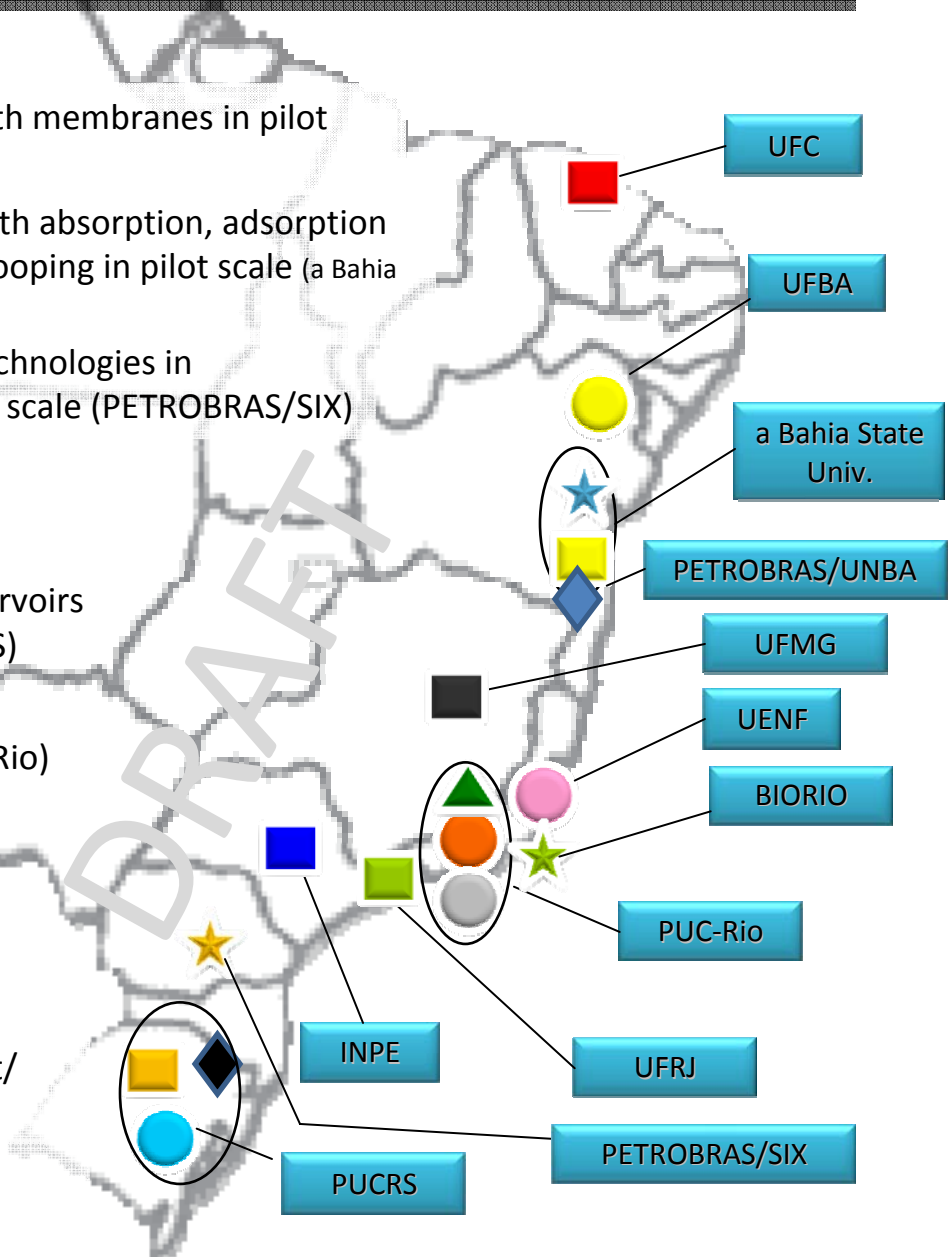 th membranes in pilot
UFC
th absorption, adsorption
ooping in pilot scale (a Bahia
UFBA
chnologies in
scale (PETROBRAS/SIX)
a Bahia State
Univ.
PETROBRAS/UNBA
rvoirs
S)
UFMG
UENF
Rio)
BIORIO
DRAFT
PUC-Rio
INPE
UFRJ
t/
PETROBRAS/SIX
PUCRS